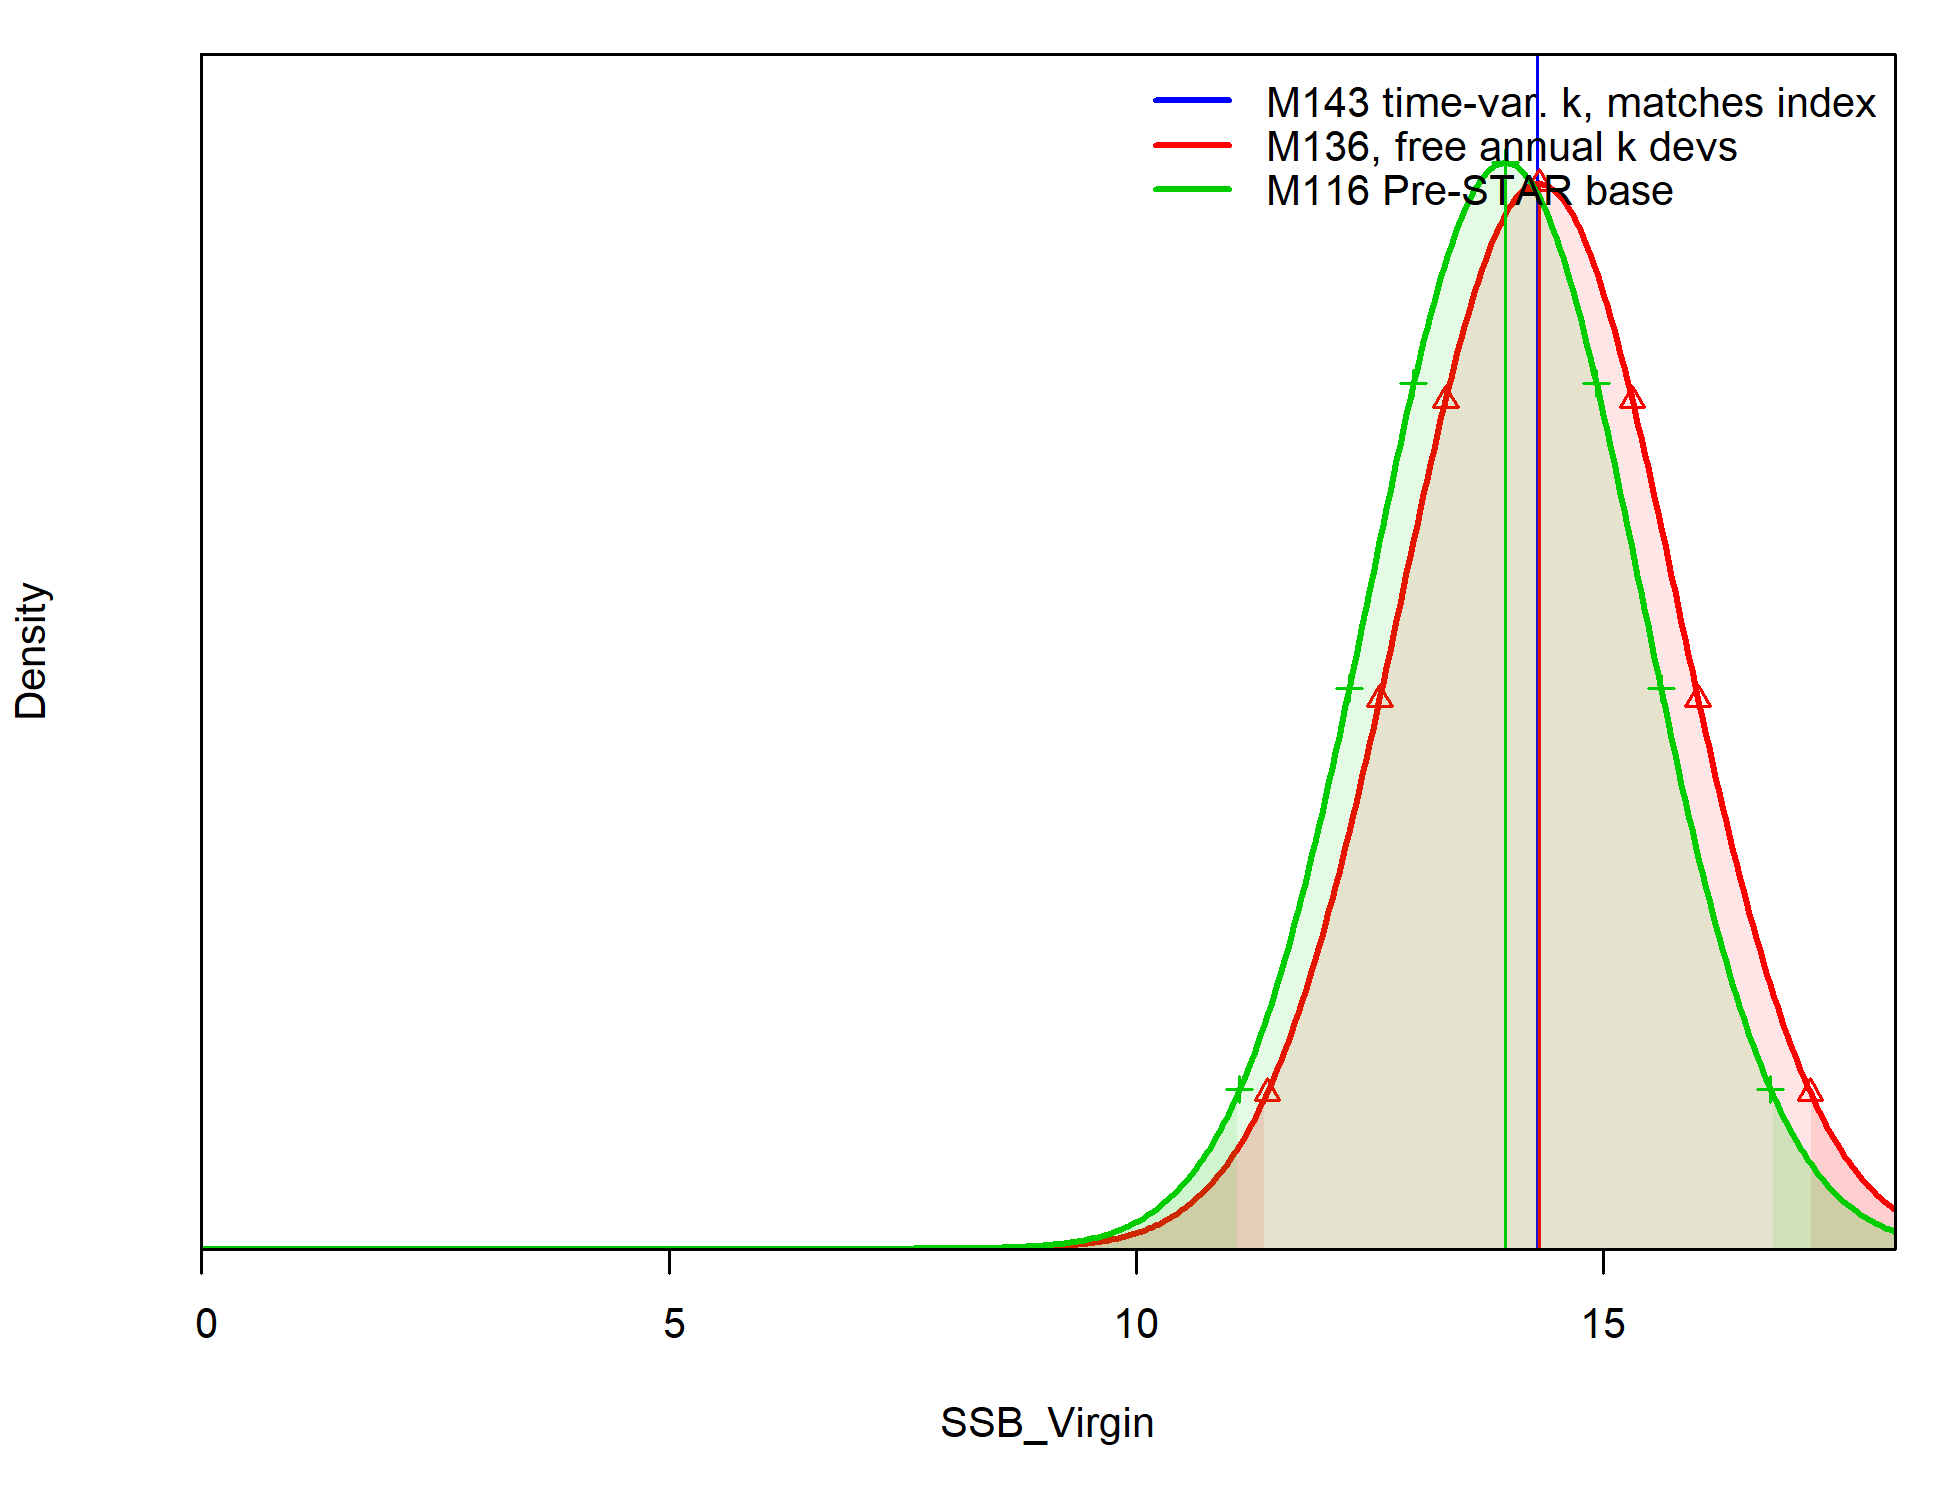 M143 time-var. k, matches index
M136, free annual k devs
M116 Pre-STAR base
Density
0 5 10 15
SSB_Virgin